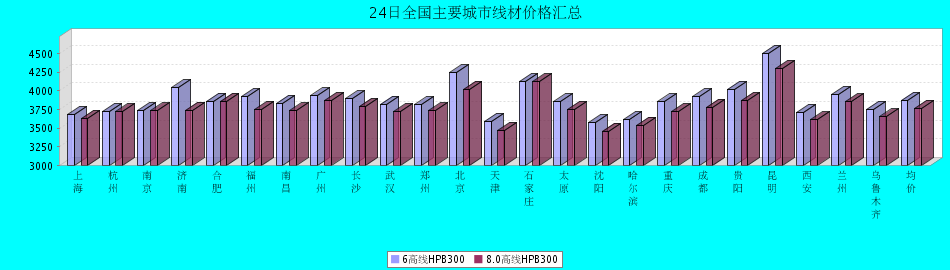 24日全国主要城市线材价格汇总
4500
4250
4000
3750
3500
3250
3000
上海 杭州 南京 济南 合肥 福州 南昌 广州 长沙 武汉 郑州 北京 天津 石家庄 太原 沈阳 哈尔滨 重庆 成都 贵阳 昆明 西安 兰州 乌鲁木齐 均价
6高线HPB300 8.0高线HPB300